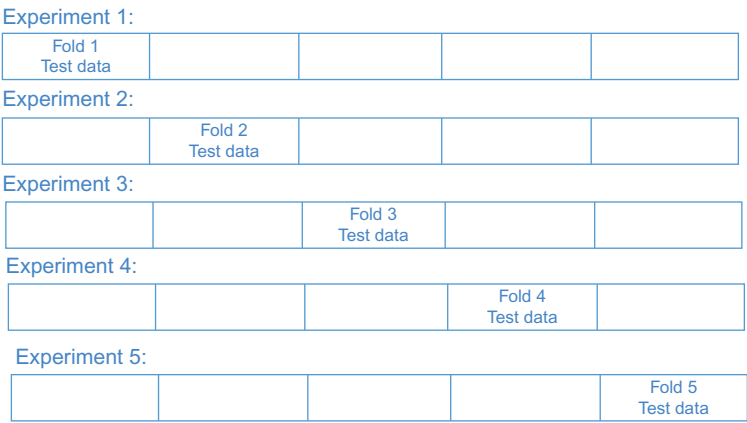 Experiment 1:
Fold 1
Test data
Experiment 2:
Fold 2
Test data
Experiment 3:
Fold 3
Test data
Experiment 4:
Fold 4
Test data
Experiment 5:
Fold 5
Test data